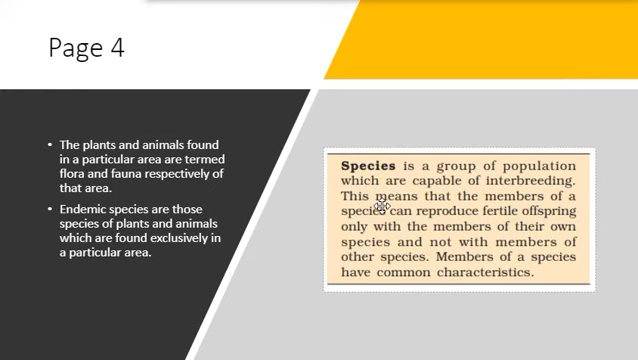 Page 4
• The plants and animals found
in a particular area are termed
flora and fauna respectively of
that area.
• Endemic species are those
species of plants and animals
which are found exclusively in
a particular area.
Species is a group of population
which are capable of interbreeding.
This means that the members of a
species can reproduce fertile offspring
only with the members of their own
species and not with members of
other species. Members of a species
have common characteristics.